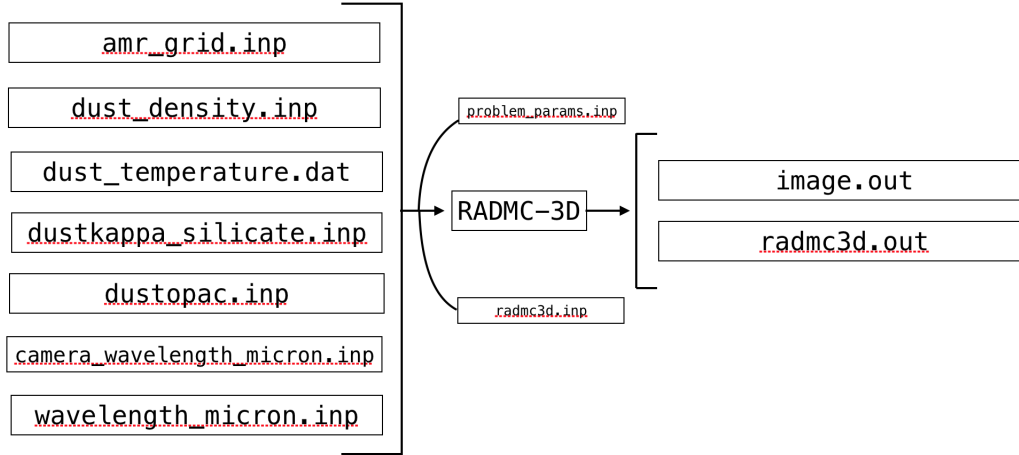 amr_grid.inp
dust_density.inp
dust_temperature.dat
dustkappa_silicate.inp
dustopac.inp
camera_wavelength_micron.inp
wavelength_micron.inp
problem_params.inp
RADMC-3D
radmc3d.inp
image.out
radmc3d.out